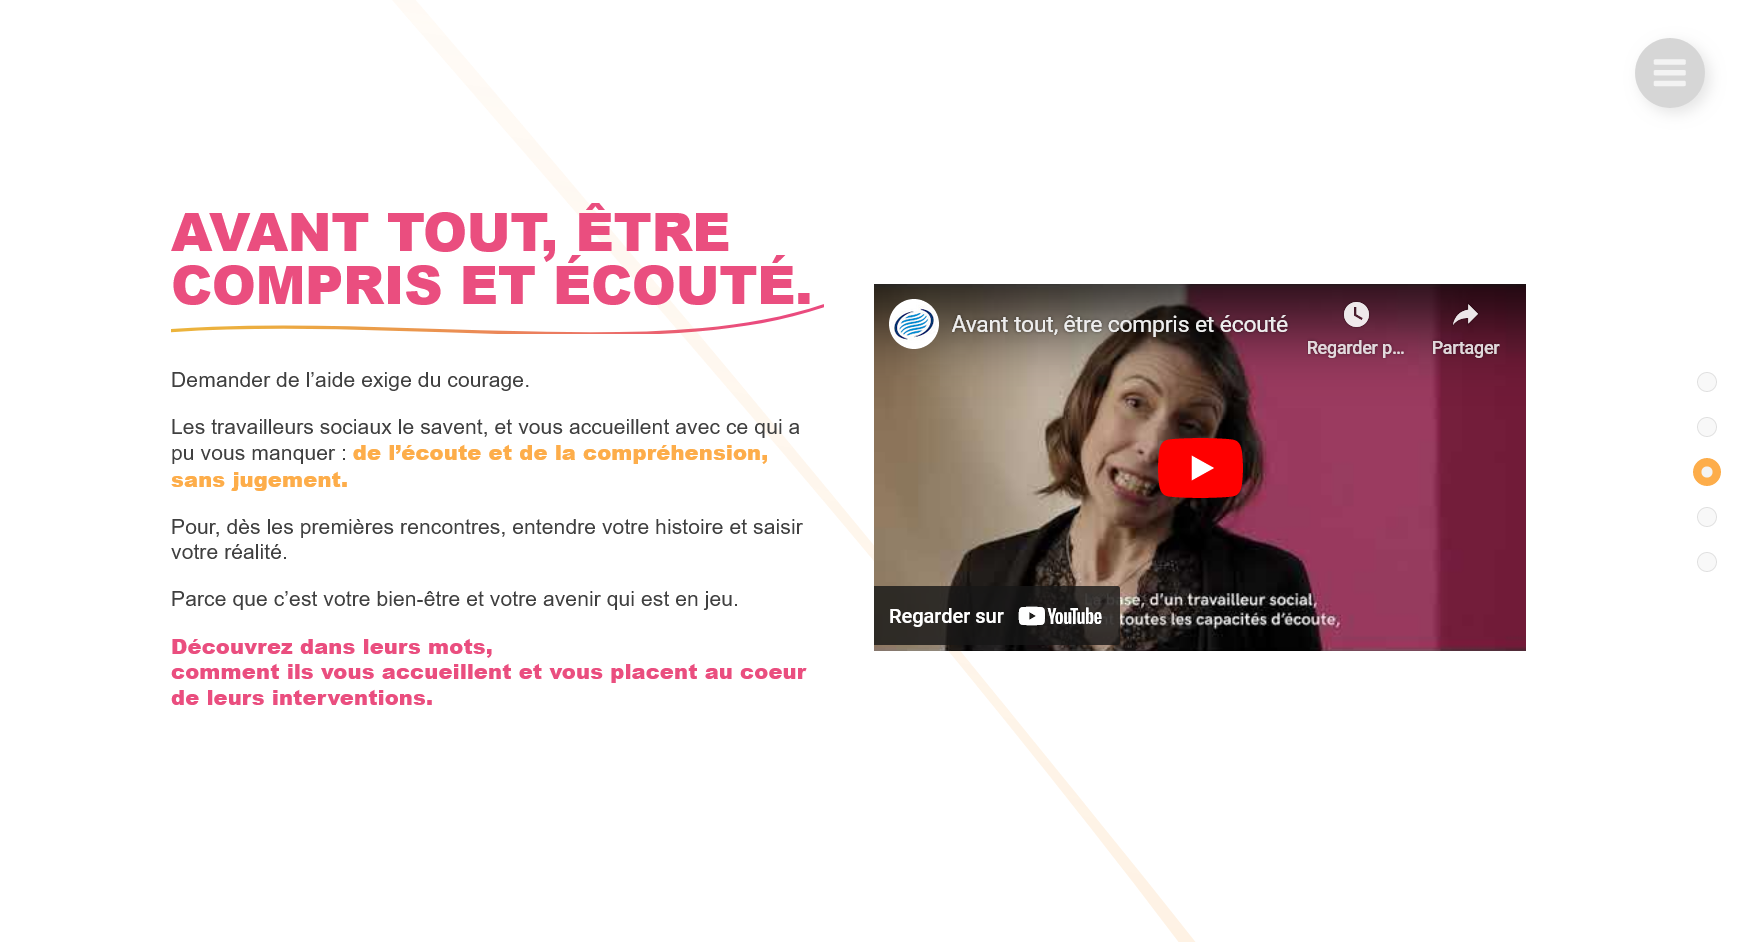 AVANT TOUT, ÊTRE
COMPRIS ET ÉCOUTÉ.
Demander de l’aide exige du courage.
Les travailleurs sociaux le savent, et vous accueillent avec ce qui a
pu vous manquer : de l’écoute et de la compréhension,
sans jugement.
Pour, dès les premières rencontres, entendre votre histoire et saisir
votre réalité.
Parce que c’est votre bien-être et votre avenir qui est en jeu.
Découvrez dans leurs mots,
comment ils vous accueillent et vous placent au coeur
de leurs interventions.
Avant tout, être compris et écouté
Regarder p...
Partager
base, d’un travailleur social,
toutes les capacités d’écoute,
Regarder sur YouTube